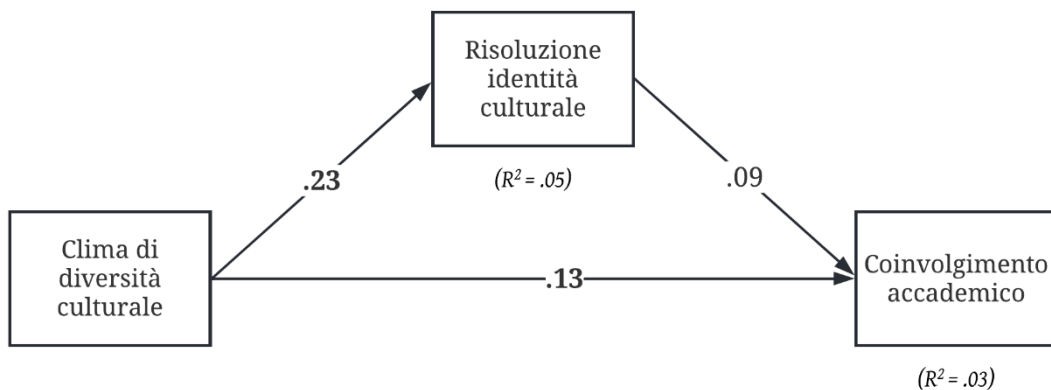 Risoluzione
identità
culturale
(R² = .05)
.23
.09
Clima di
diversità
culturale
.13
Coinvolgimento
accademico
(R² = .03)